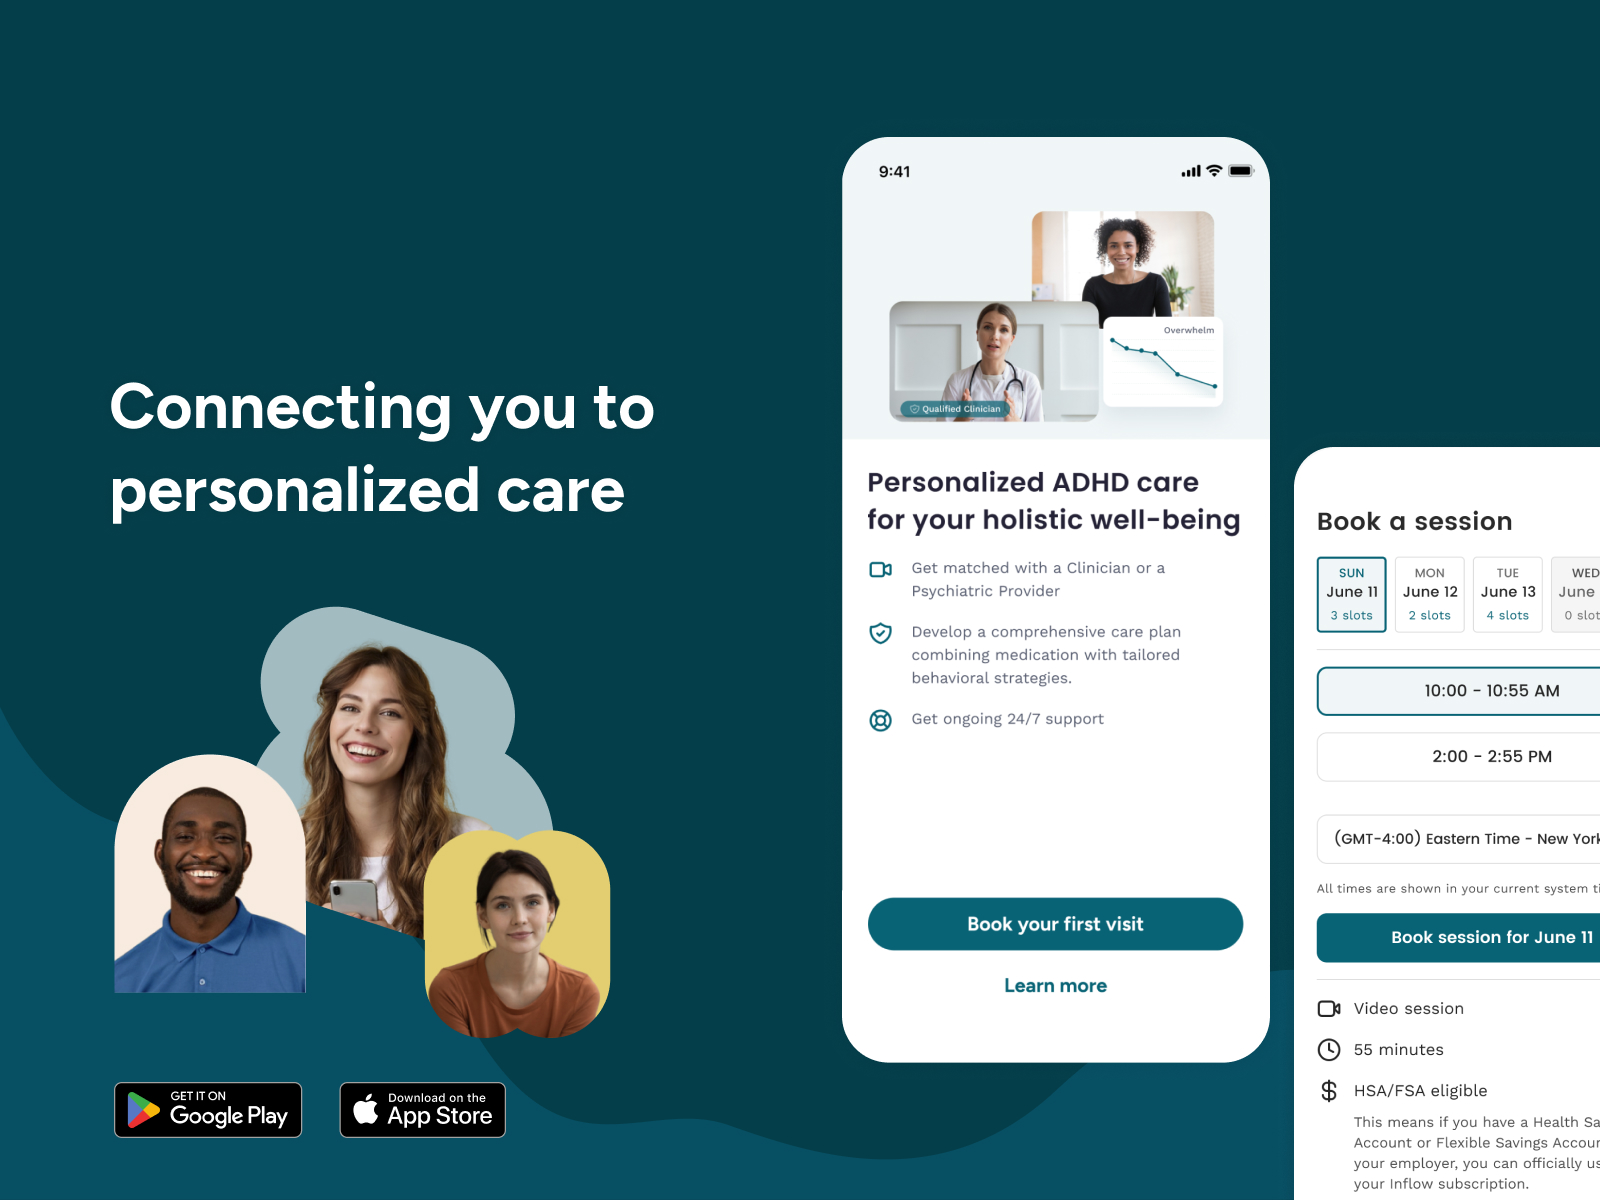 Connecting you to
personalized care
GET IT ON
Google Play
Download on the
App Store
9:41
Overwhelm
Qualified Clinician
Personalized ADHD care
for your holistic well-being
Get matched with a Clinician or a
Psychiatric Provider
Develop a comprehensive care plan
combining medication with tailored
behavioral strategies.
Get ongoing 24/7 support
Book your first visit
Learn more
Book a session
SUN MON TUE WED
June 11 June 12 June 13 June
3 slots 2 slots 4 slots 0
10:00 - 10:55 AM
2:00 - 2:55 PM
(GMT-4:00) Eastern Time - New York
All times are shown in your current system
Book session for June 11
Video session
55 minutes
HSA/FSA eligible
This means if you have a Health
Account or Flexible Savings
your employer, you can officially
your Inflow subscription.